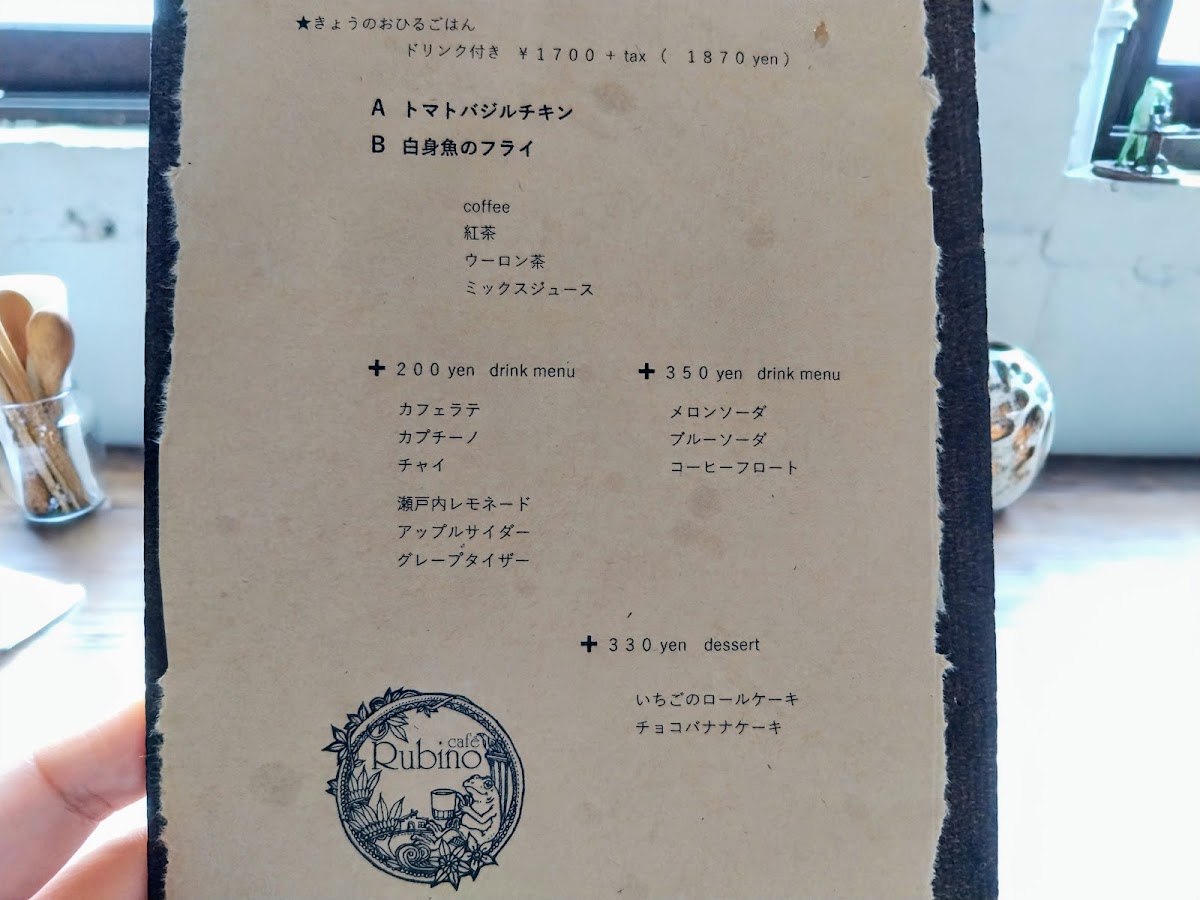 ★きょうのおひるごはん
ドリンク付き ¥1700 + tax ( 1870 yen )
A トマトバジルチキン
B 白身魚のフライ
coffee
紅茶
ウーロン茶
ミックスジュース
+ 200 yen drink menu
カフェラテ
カプチーノ
チャイ
瀬戸内レモネード
アップルサイダー
グレープタイザー
+ 350 yen drink menu
メロンソーダ
ブルーソーダ
コーヒーフロート
+ 330 yen dessert
いちごのロールケーキ
チョコバナナケーキ
café
Rubino